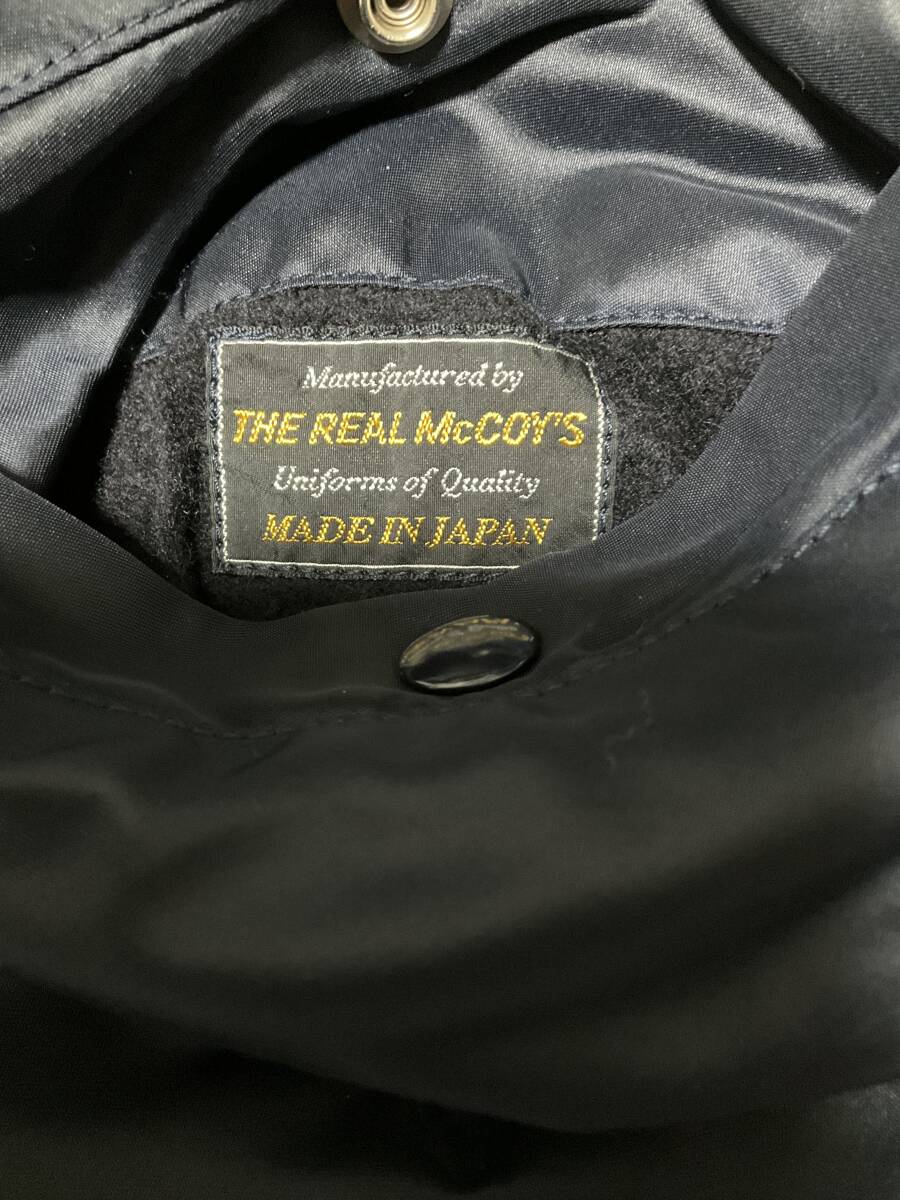 Manufactured by
THE REAL McCOY'S
Uniforms of Quality
MADE IN JAPAN